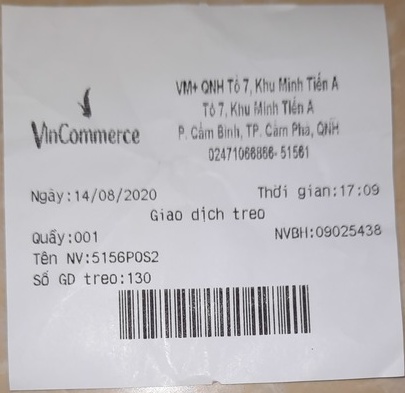 VinCommerce
VM+ QNH Tổ 7, Khu Minh Tiến A
Tổ 7, Khu Minh Tiến A
P. Cẩm Bình, TP. Cẩm Phả, QNH
02471066866-51561
Ngày:14/08/2020 Thời gian:17:09
Giao dịch treo
Quầy:001 NVBH:09025438
Tên NV:5156POS2
Số GD treo:130